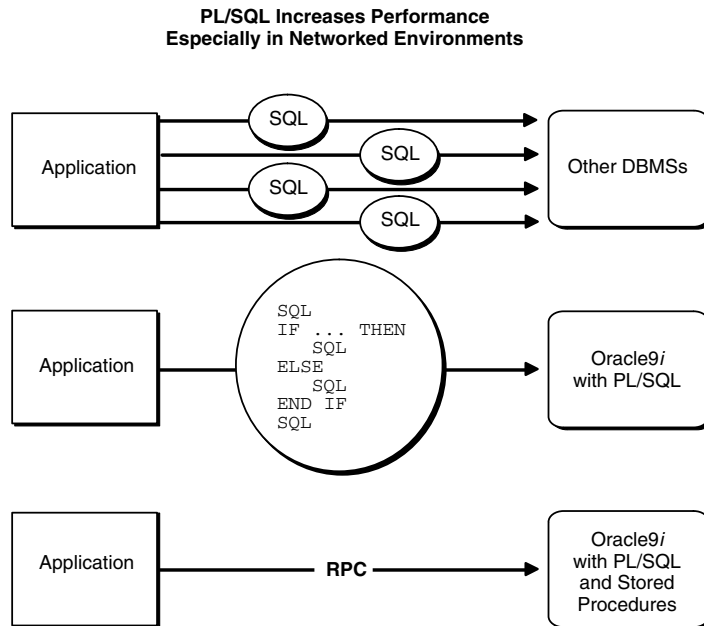 PL/SQL Increases Performance
Especially in Networked Environments
Application
SQL
SQL
SQL
SQL
Other DBMSs
Application
SQL
IF ... THEN
    SQL
ELSE
    SQL
END IF
SQL
Oracle9i
with PL/SQL
Application
RPC
Oracle9i
with PL/SQL
and Stored
Procedures